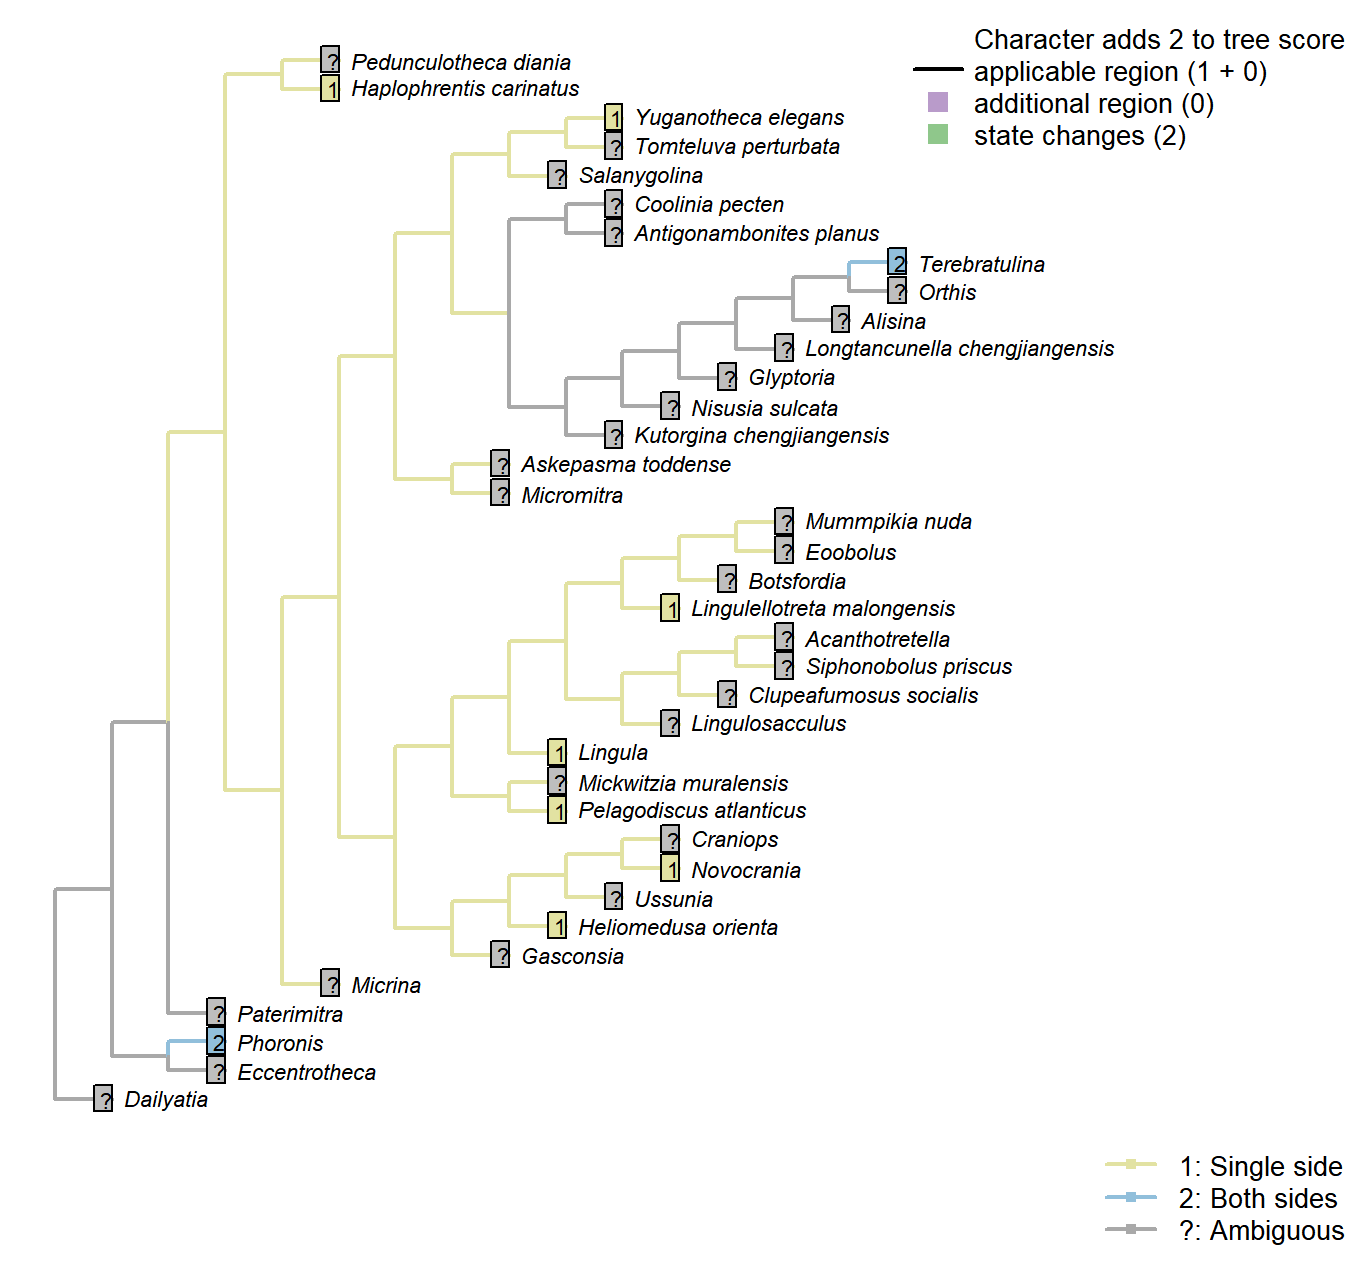 Character adds 2 to tree score
applicable region (1 + 0)
additional region (0)
state changes (2)
? Pedunculotheca diania
1 Haplophrentis carinatus
1 Yuganotheca elegans
? Tomteluva perturbata
? Salanygolina
? Coolinia pecten
? Antigonambonites planus
2 Terebratulina
? Orthis
? Alisina
? Longtancunella chengjiangensis
? Glyptoria
? Nisusia sulcata
? Kutorgina chengjiangensis
? Askepasma toddense
? Micromitra
? Mummpikia nuda
? Eoobolus
? Botsfordia
1 Lingulellotreta malongensis
? Acanthotretella
? Siphonobolus priscus
? Clupeafumosus socialis
? Lingulosacculus
1 Lingula
? Mickwitzia muralensis
1 Pelagodiscus atlanticus
? Craniops
1 Novocrania
? Ussunia
1 Heliomedusa orienta
? Gasconsia
? Micrina
? Paterimitra
2 Phoronis
? Eccentrotheca
? Dailyatia
1: Single side
2: Both sides
?: Ambiguous